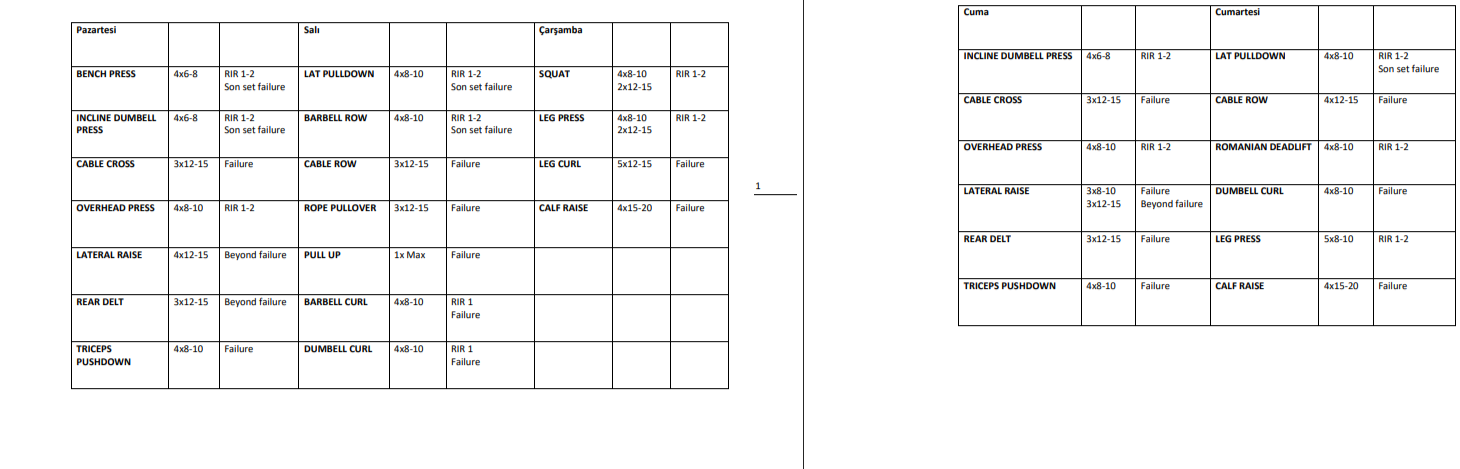 Pazartesi Salı Çarşamba
BENCH PRESS 4x6-8 RIR 1-2 LAT PULLDOWN 4x8-10 RIR 1-2 SQUAT 4x8-10 RIR 1-2
Son set failure Son set failure 2x12-15
INCLINE DUMBELL 4x6-8 RIR 1-2 BARBELL ROW 4x8-10 RIR 1-2 LEG PRESS 4x8-10 RIR 1-2
PRESS Son set failure Son set failure 2x12-15
CABLE CROSS 3x12-15 Failure CABLE ROW 3x12-15 Failure LEG CURL 5x12-15 Failure
OVERHEAD PRESS 4x8-10 RIR 1-2 ROPE PULLOVER 3x12-15 Failure CALF RAISE 4x15-20 Failure
LATERAL RAISE 4x12-15 Beyond failure PULL UP 1x Max Failure
REAR DELT 3x12-15 Beyond failure BARBELL CURL 4x8-10 RIR 1
Failure
TRICEPS 4x8-10 Failure DUMBELL CURL 4x8-10 RIR 1
PUSHDOWN Failure
1
Cuma Cumartesi
INCLINE DUMBELL PRESS 4x6-8 RIR 1-2 LAT PULLDOWN 4x8-10 RIR 1-2
Son set failure
CABLE CROSS 3x12-15 Failure CABLE ROW 4x12-15 Failure
OVERHEAD PRESS 4x8-10 RIR 1-2 ROMANIAN DEADLIFT 4x8-10 RIR 1-2
LATERAL RAISE 3x8-10 Failure DUMBELL CURL 4x8-10 Failure
3x12-15 Beyond failure
REAR DELT 3x12-15 Failure LEG PRESS 5x8-10 RIR 1-2
TRICEPS PUSHDOWN 4x8-10 Failure CALF RAISE 4x15-20 Failure